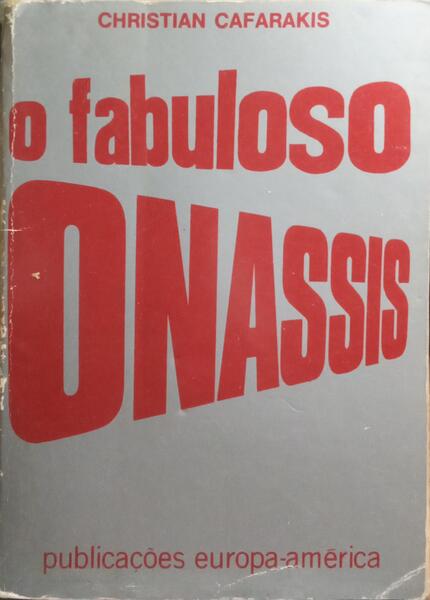 CHRISTIAN CAFARAKIS
o fabuloso
ONASSIS
publicações europa-américa